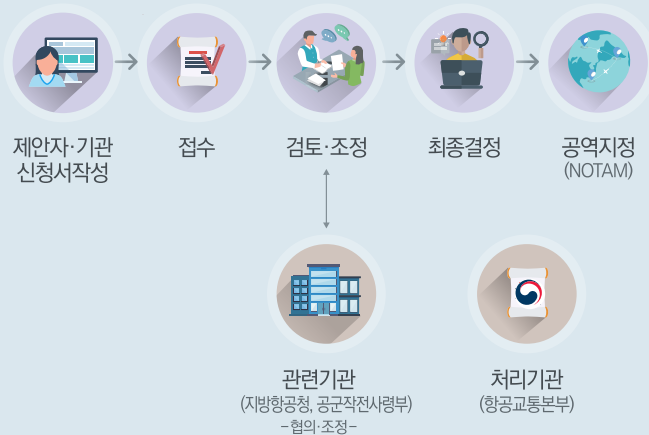 제안자·기관
신청서작성
접수
검토·조정
최종결정
공역지정
(NOTAM)
관련기관
(지방항공청, 공군작전사령부)
-협의·조정-
처리기관
(항공교통본부)